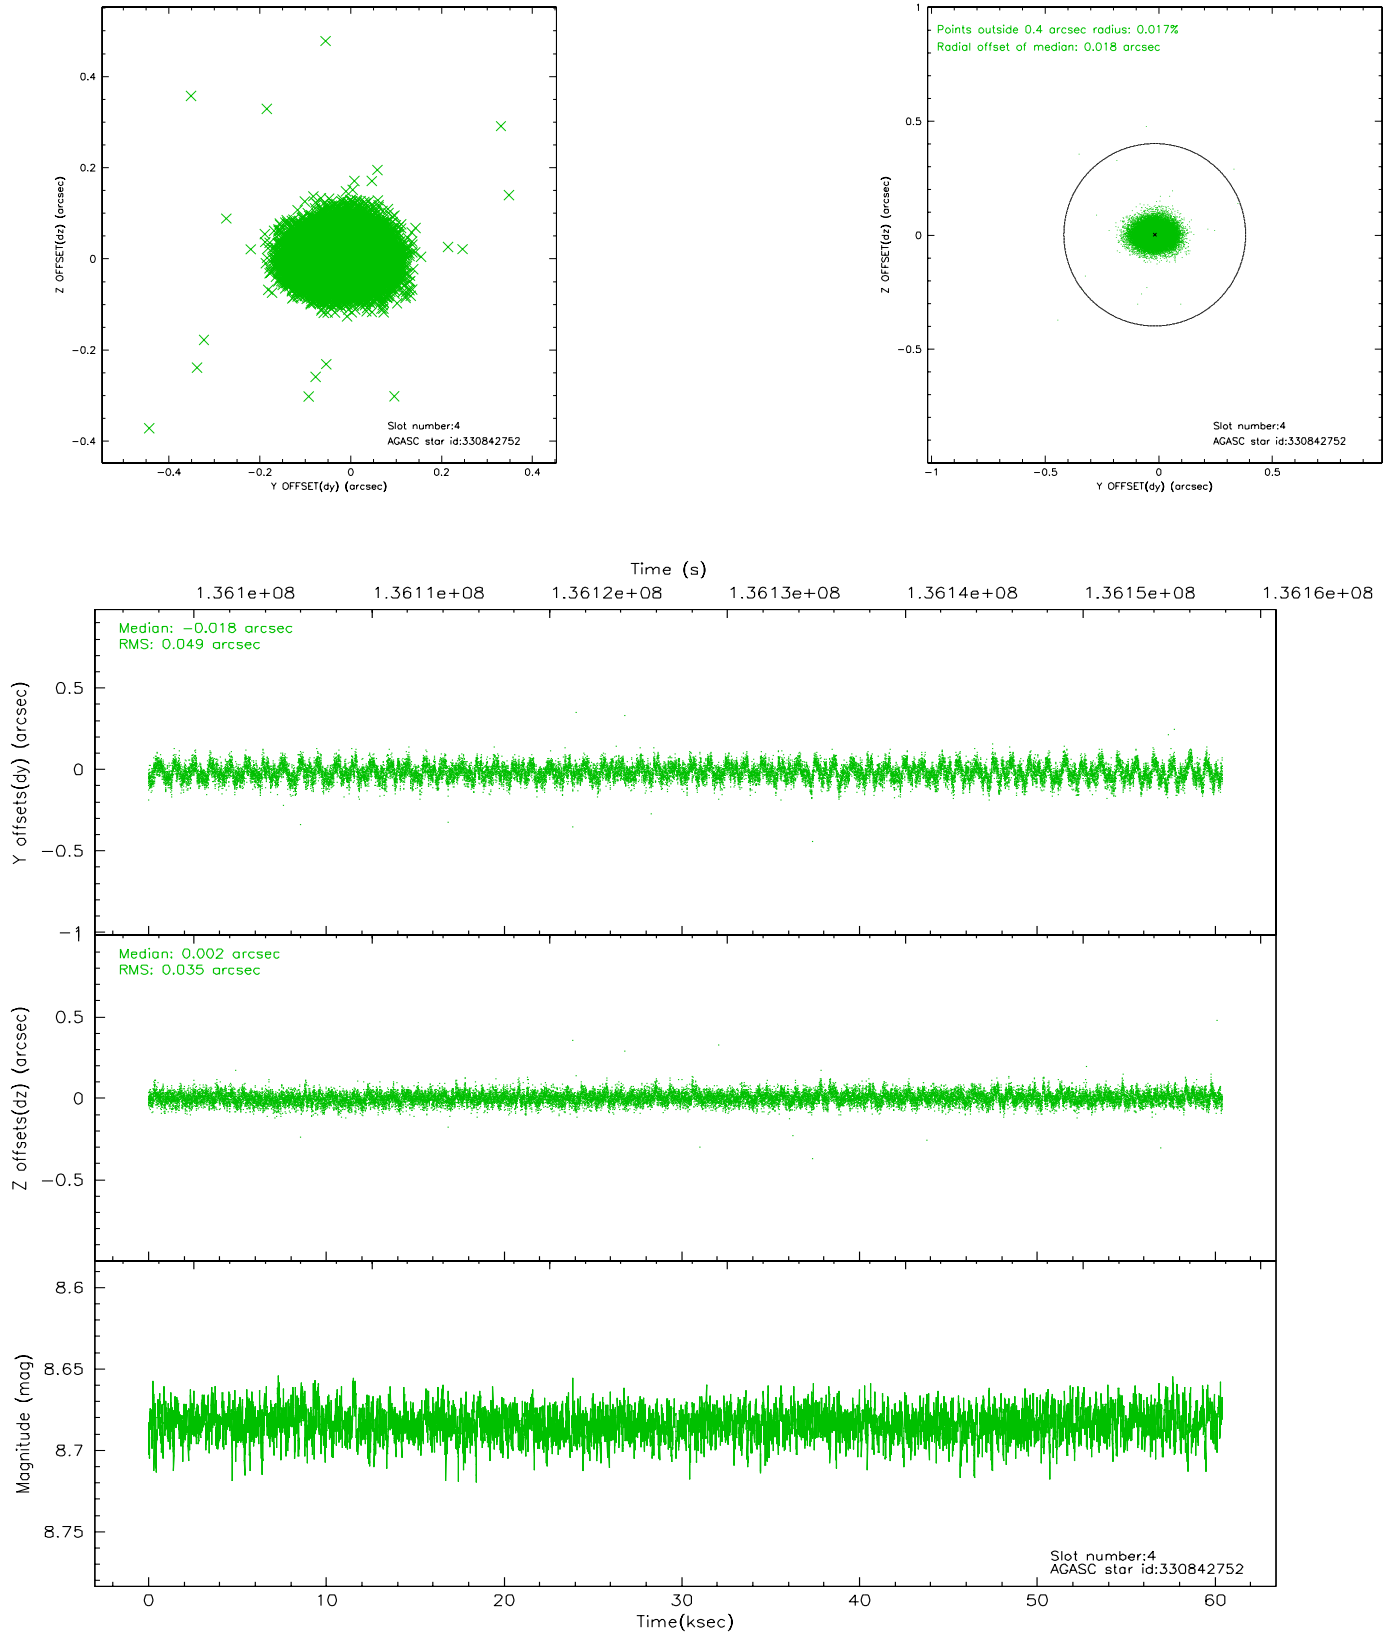 0.4
0.2
0
−0.2
−0.4
Z OFFSET(dz) (arcsec)
Slot number:4
AGASC star id:330842752
−0.4
−0.2
0
0.2
0.4
Y OFFSET(dy) (arcsec)
Points outside 0.4 arcsec radius: 0.017%
Radial offset of median: 0.018 arcsec
1
0.5
0
−0.5
Z OFFSET(dz) (arcsec)
Slot number:4
AGASC star id:330842752
−1
−0.5
0
0.5
Y OFFSET(dy) (arcsec)
Time (s)
1.361e+08
1.3611e+08
1.3612e+08
1.3613e+08
1.3614e+08
1.3615e+08
1.3616e+08
Median: −0.018 arcsec
RMS: 0.049 arcsec
0.5
0
−0.5
−1
Y offsets(dy) (arcsec)
Median: 0.002 arcsec
RMS: 0.035 arcsec
0.5
0
−0.5
Z offsets(dz) (arcsec)
8.6
8.65
8.7
8.75
Magnitude (mag)
Slot number:4
AGASC star id:330842752
0
10
20
30
40
50
60
Time(ksec)